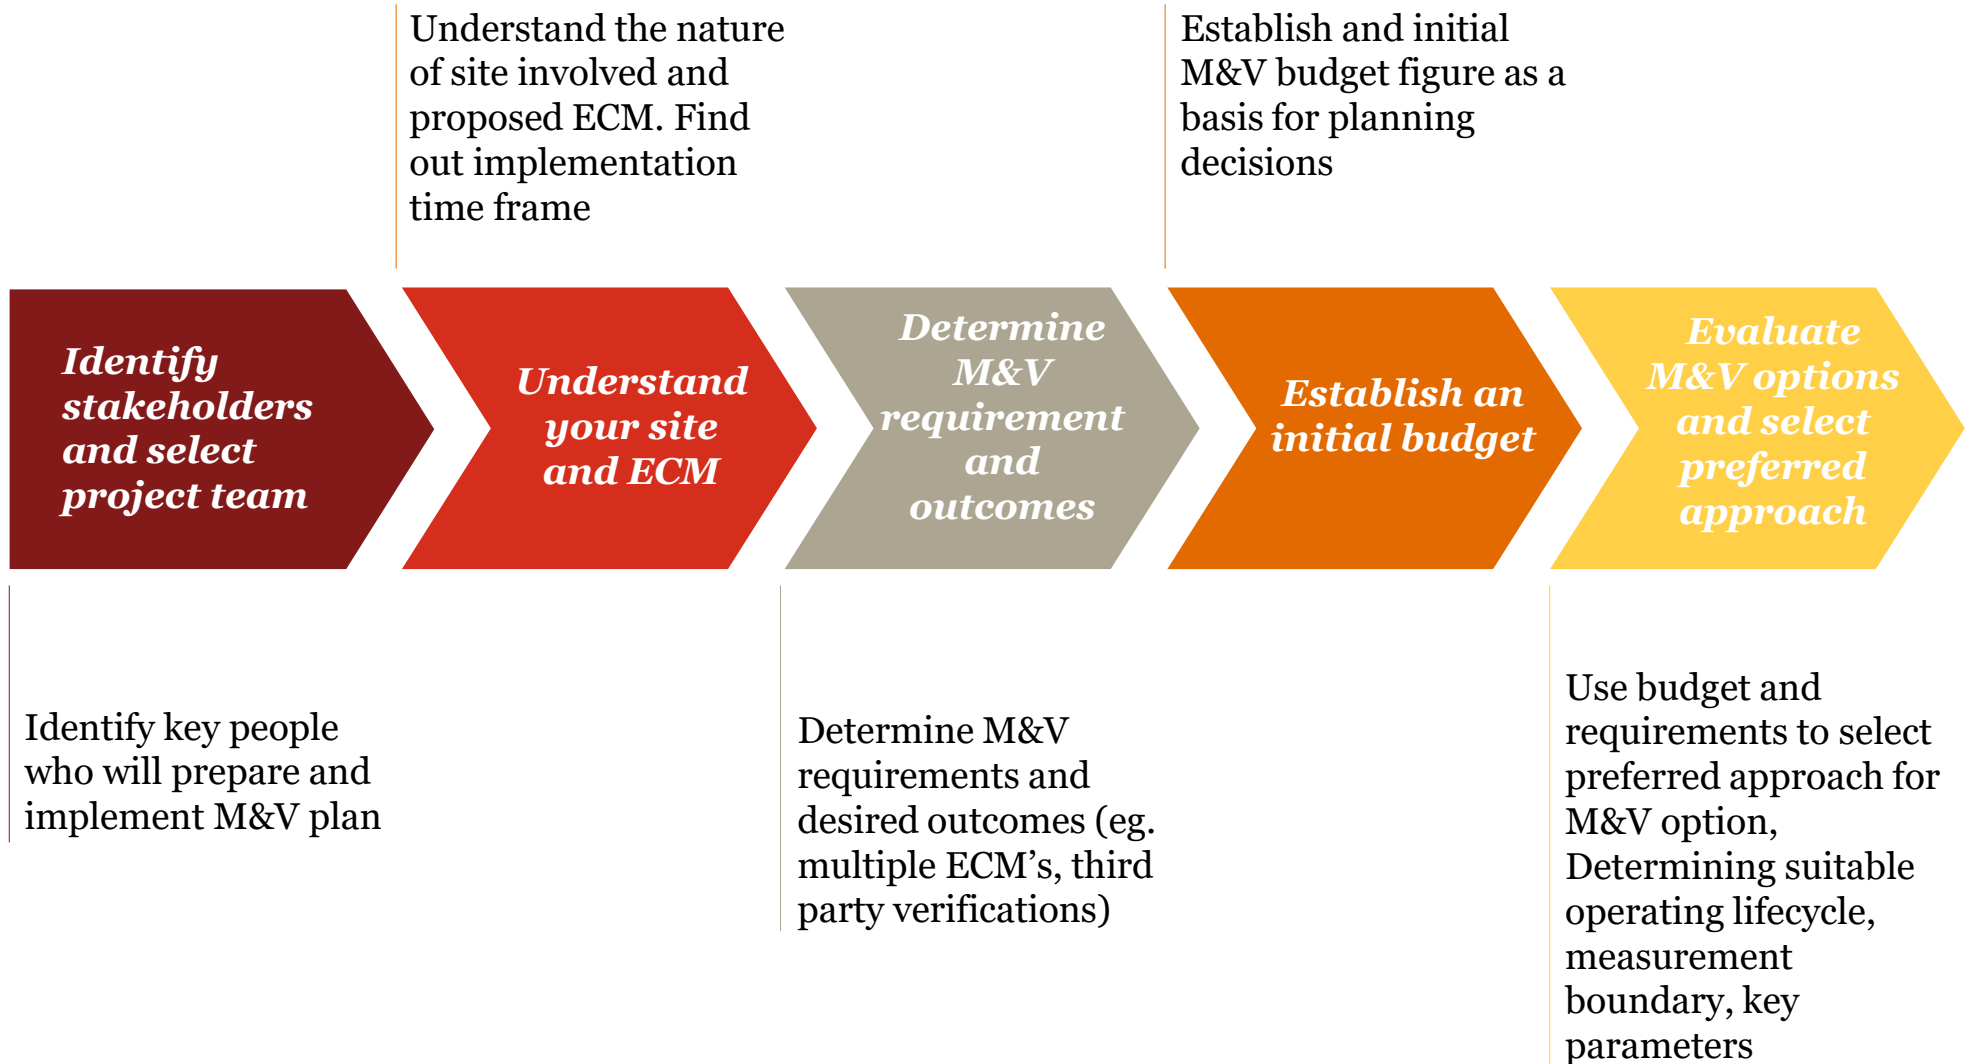 Understand the nature
of site involved and
proposed ECM. Find
out implementation
time frame
Establish and initial
M&V budget figure as a
basis for planning
decisions
Identify
stakeholders
and select
project team
Understand
your site
and ECM
Determine
M&V
requirement
and
outcomes
Establish an
initial budget
Evaluate
M&V options
and select
preferred
approach
Identify key people
who will prepare and
implement M&V plan
Determine M&V
requirements and
desired outcomes (eg.
multiple ECM’s, third
party verifications)
Use budget and
requirements to select
preferred approach for
M&V option,
Determining suitable
operating lifecycle,
measurement
boundary, key
parameters